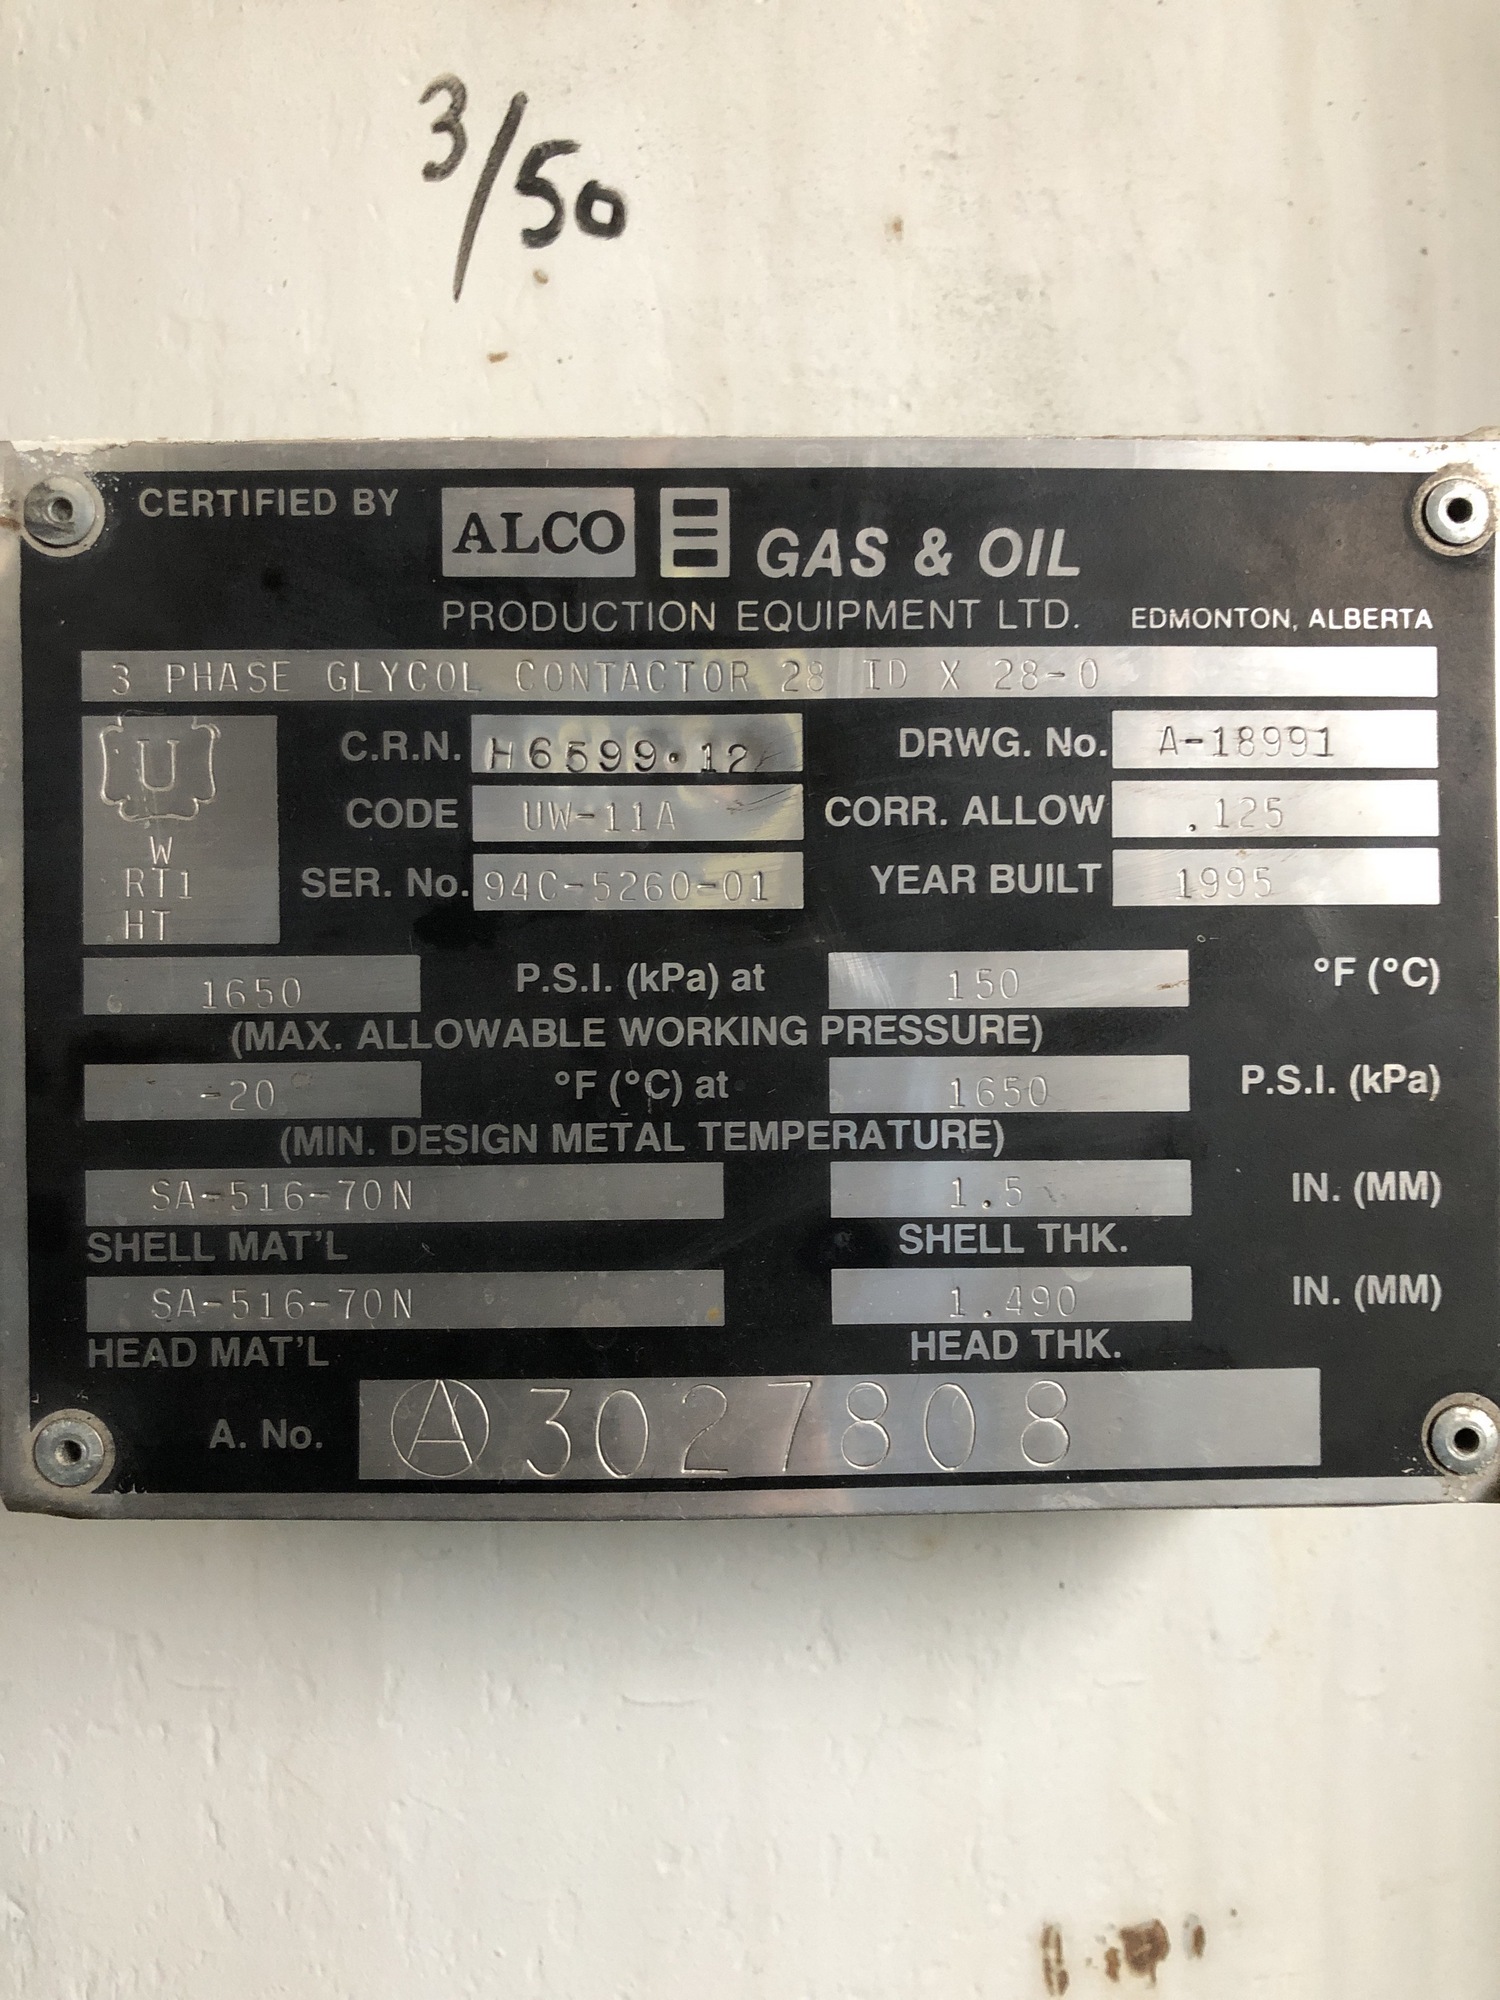 3/50
CERTIFIED BY ALCO GAS & OIL
PRODUCTION EQUIPMENT LTD. EDMONTON, ALBERTA
3 PHASE GLYCOL CONTACTOR 28 ID X 28-0
U
W
RT1
HT
C.R.N. H6599.12 DRWG. No. A-18991
CODE UW-11A CORR. ALLOW .125
SER. No. 94C-5260-01 YEAR BUILT 1995
1650 P.S.I. (kPa) at 150 °F (°C)
(MAX. ALLOWABLE WORKING PRESSURE)
-20 °F (°C) at 1650 P.S.I. (kPa)
(MIN. DESIGN METAL TEMPERATURE)
SA-516-70N 1.5 IN. (MM)
SHELL MAT'L SHELL THK.
SA-516-70N 1.490 IN. (MM)
HEAD MAT'L HEAD THK.
A. No. Ⓐ3027808